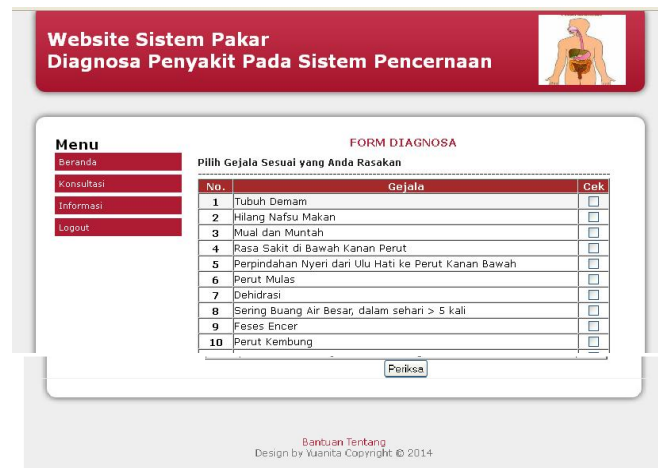 Website Sistem Pakar
Diagnosa Penyakit Pada Sistem Pencernaan
Menu
Beranda
Konsultasi
Informasi
Logout
FORM DIAGNOSA
Pilih Gejala Sesuai yang Anda Rasakan
No. Gejala Cek
1 Tubuh Demam
2 Hilang Nafsu Makan
3 Mual dan Muntah
4 Rasa Sakit di Bawah Kanan Perut
5 Perpindahan Nyeri dari Ulu Hati ke Perut Kanan Bawah
6 Perut Mulas
7 Dehidrasi
8 Sering Buang Air Besar, dalam sehari > 5 kali
9 Feses Encer
10 Perut Kembung
Periksa
Bantuan Tentang
Design by Yuanita Copyright © 2014